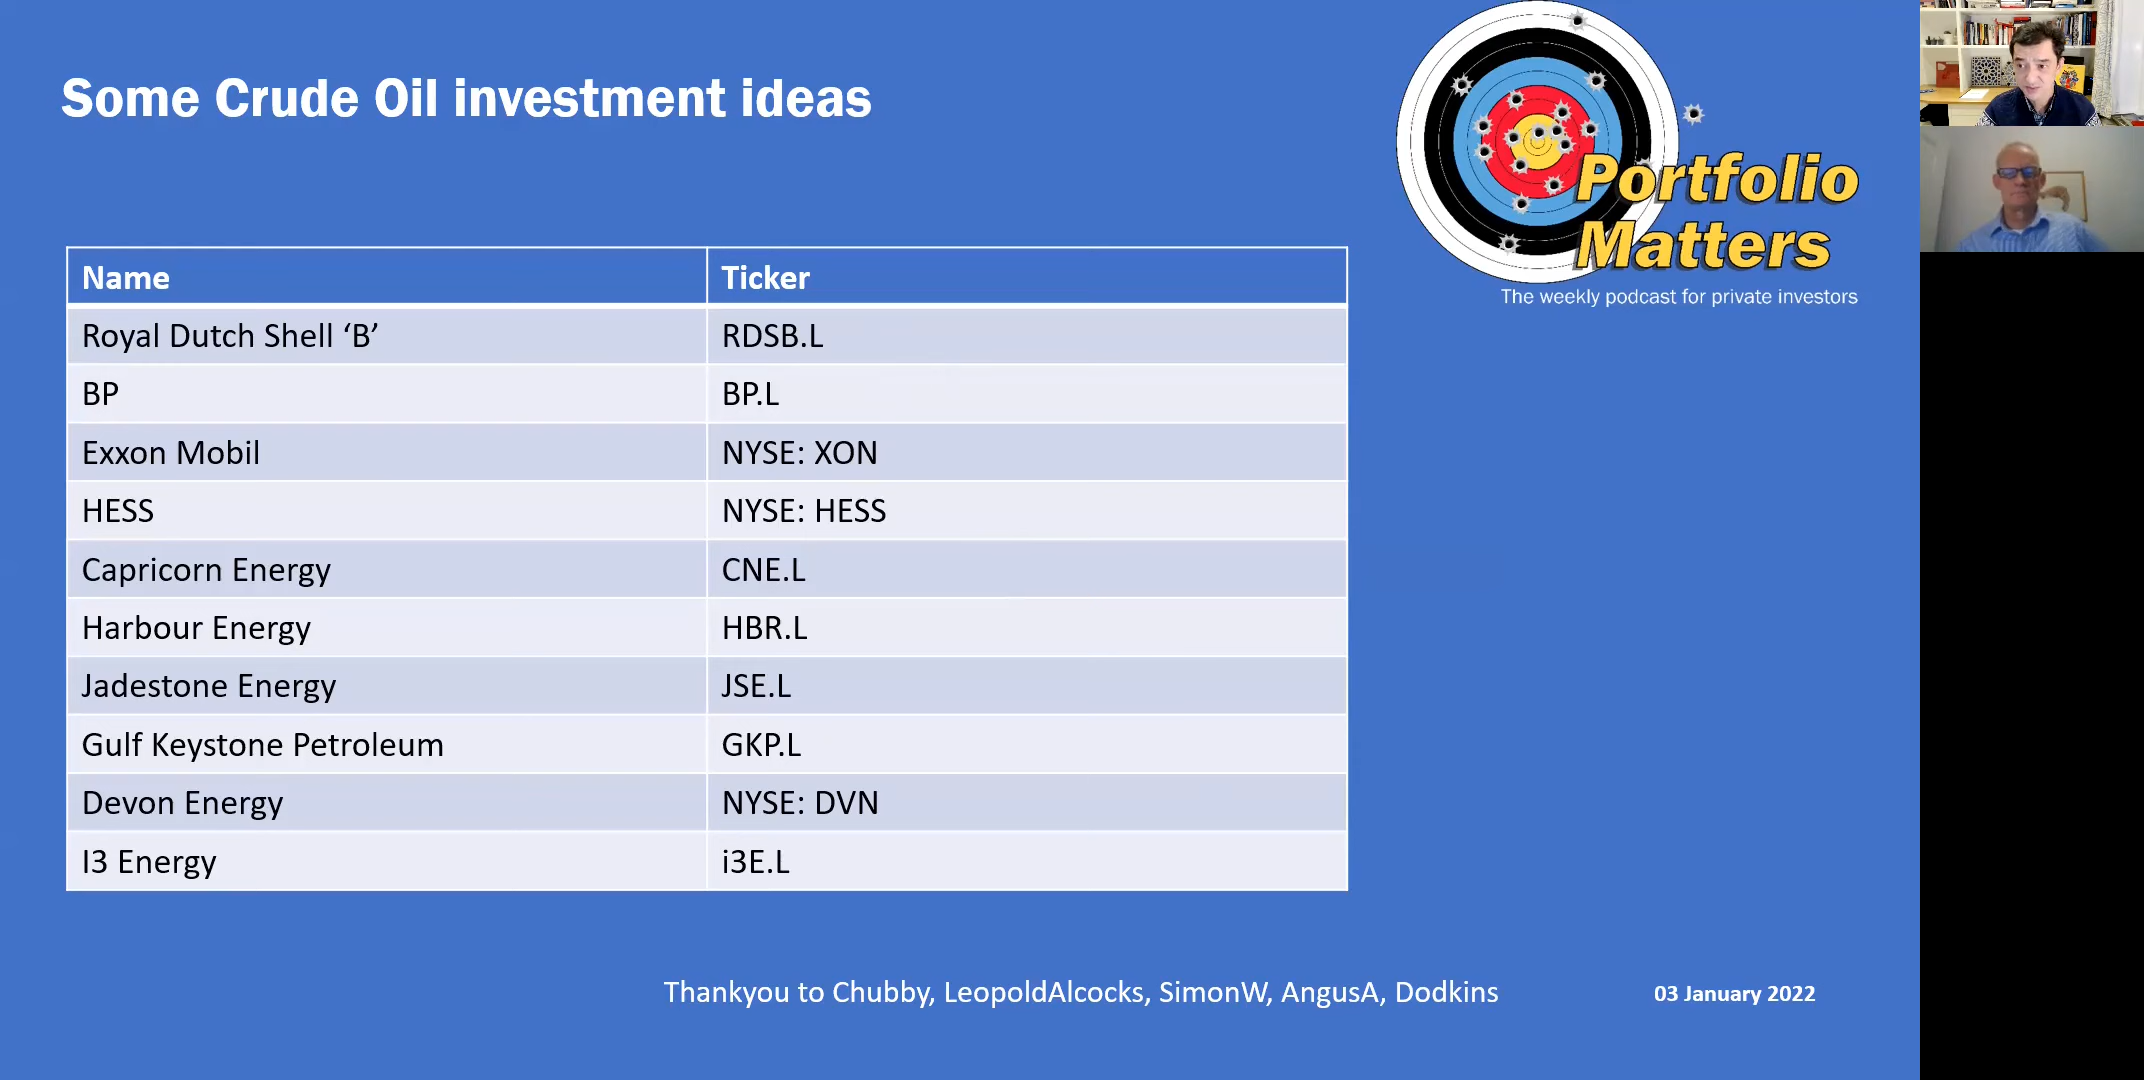 Some Crude Oil investment ideas
Portfolio
Matters
The weekly podcast for private investors
Name Ticker
Royal Dutch Shell ‘B’ RDSB.L
BP BP.L
Exxon Mobil NYSE: XON
HESS NYSE: HESS
Capricorn Energy CNE.L
Harbour Energy HBR.L
Jadestone Energy JSE.L
Gulf Keystone Petroleum GKP.L
Devon Energy NYSE: DVN
I3 Energy i3E.L
Thankyou to Chubby, LeopoldAlcocks, SimonW, AngusA, Dodkins
03 January 2022